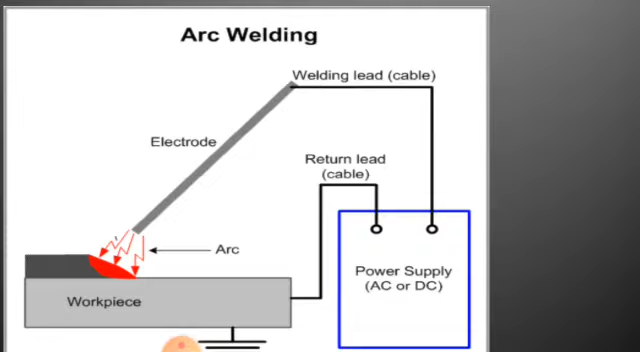 Arc Welding
Welding lead (cable)
Electrode
Return lead
(cable)
Arc
Power Supply
(AC or DC)
Workpiece